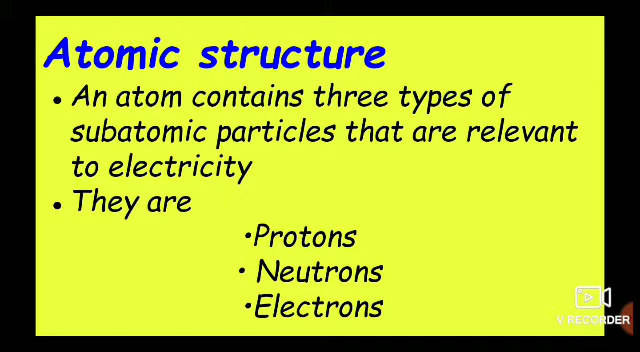 Atomic structure
• An atom contains three types of
subatomic particles that are relevant
to electricity
• They are
•Protons
• Neutrons
•Electrons
V RECORDER